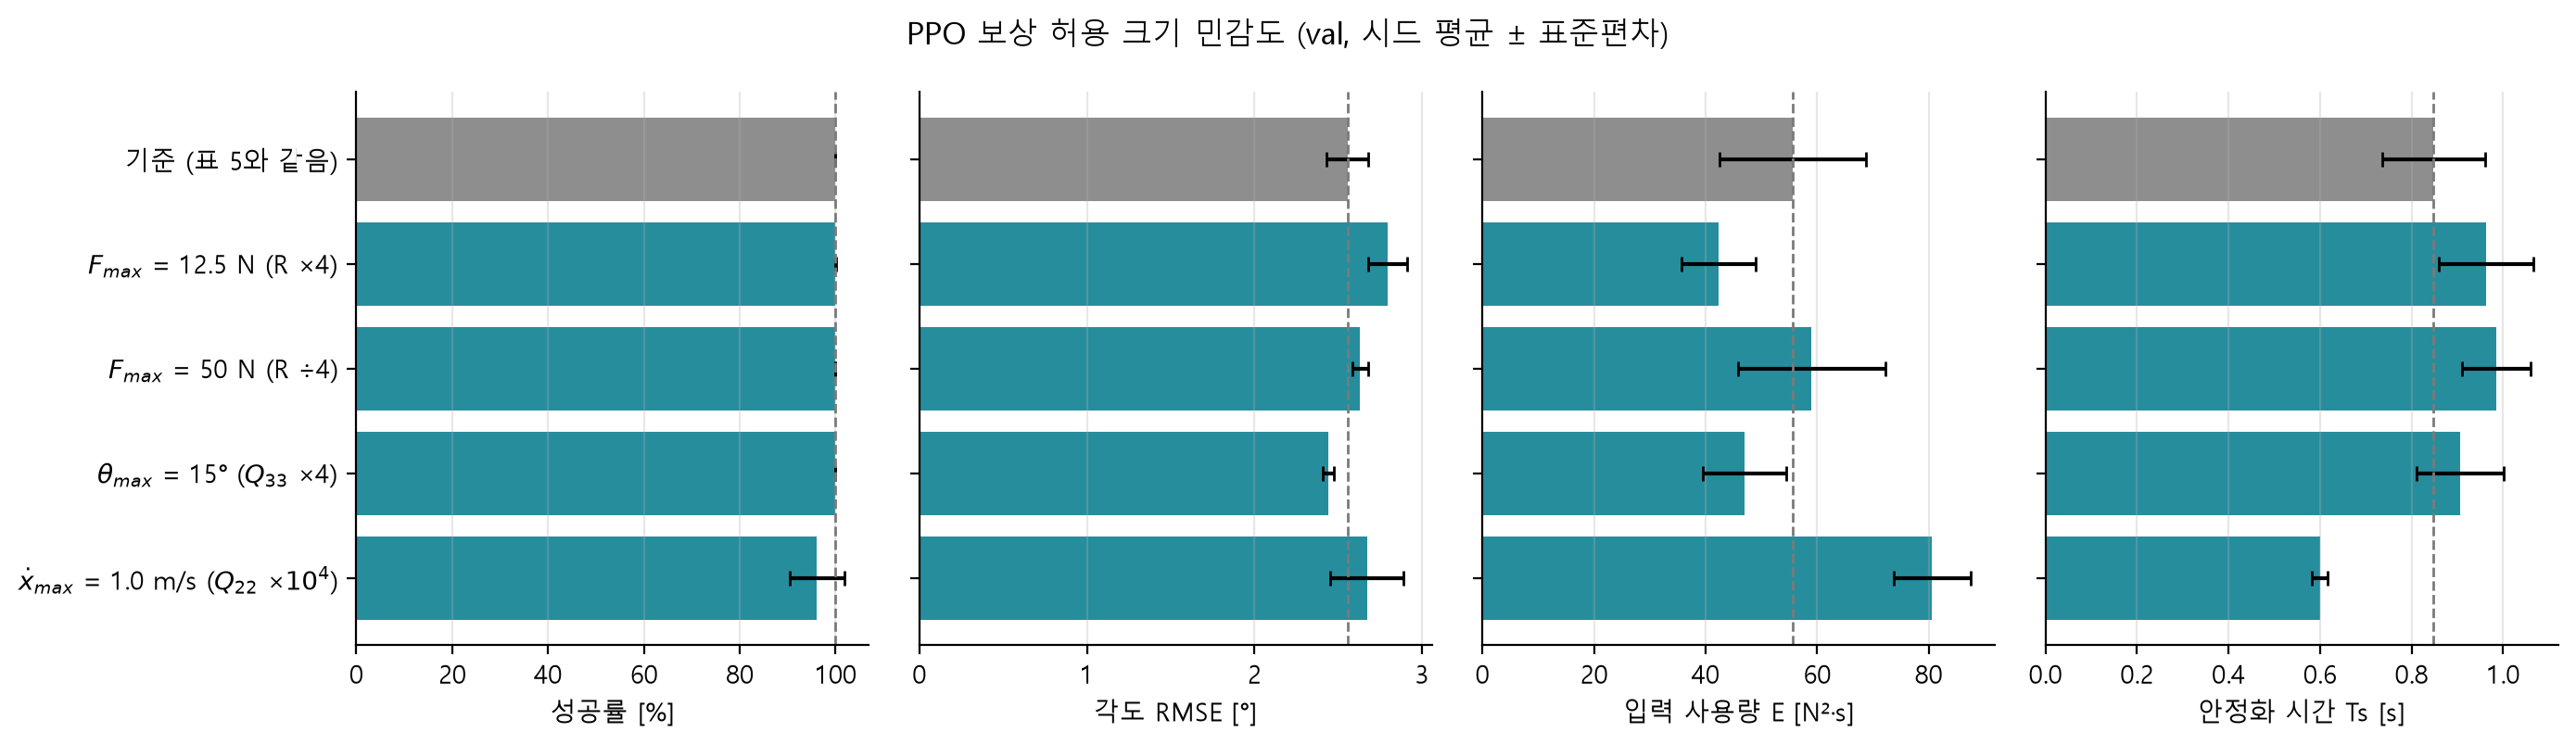 PPO 보상 허용 크기 민감도 (val, 시드 평균 ± 표준편차)
기준 (표 5와 같음)
F_max = 12.5 N (R ×4)
F_max = 50 N (R ÷4)
θ_max = 15° (Q₃₃ ×4)
ẋ_max = 1.0 m/s (Q₂₂ ×10⁴)
0 20 40 60 80 100
성공률 [%]
0 1 2 3
각도 RMSE [°]
0 20 40 60 80
입력 사용량 E [N²·s]
0.0 0.2 0.4 0.6 0.8 1.0
안정화 시간 Ts [s]